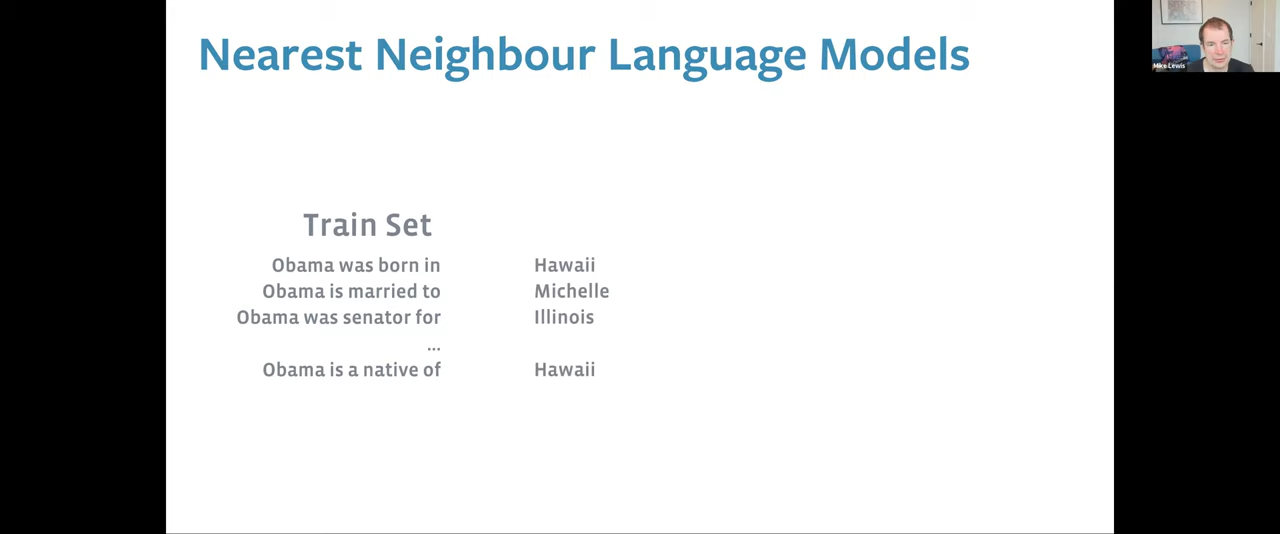 Nearest Neighbour Language Models
Mike Lewis
Train Set
Obama was born in Hawaii
Obama is married to Michelle
Obama was senator for Illinois
...
Obama is a native of Hawaii